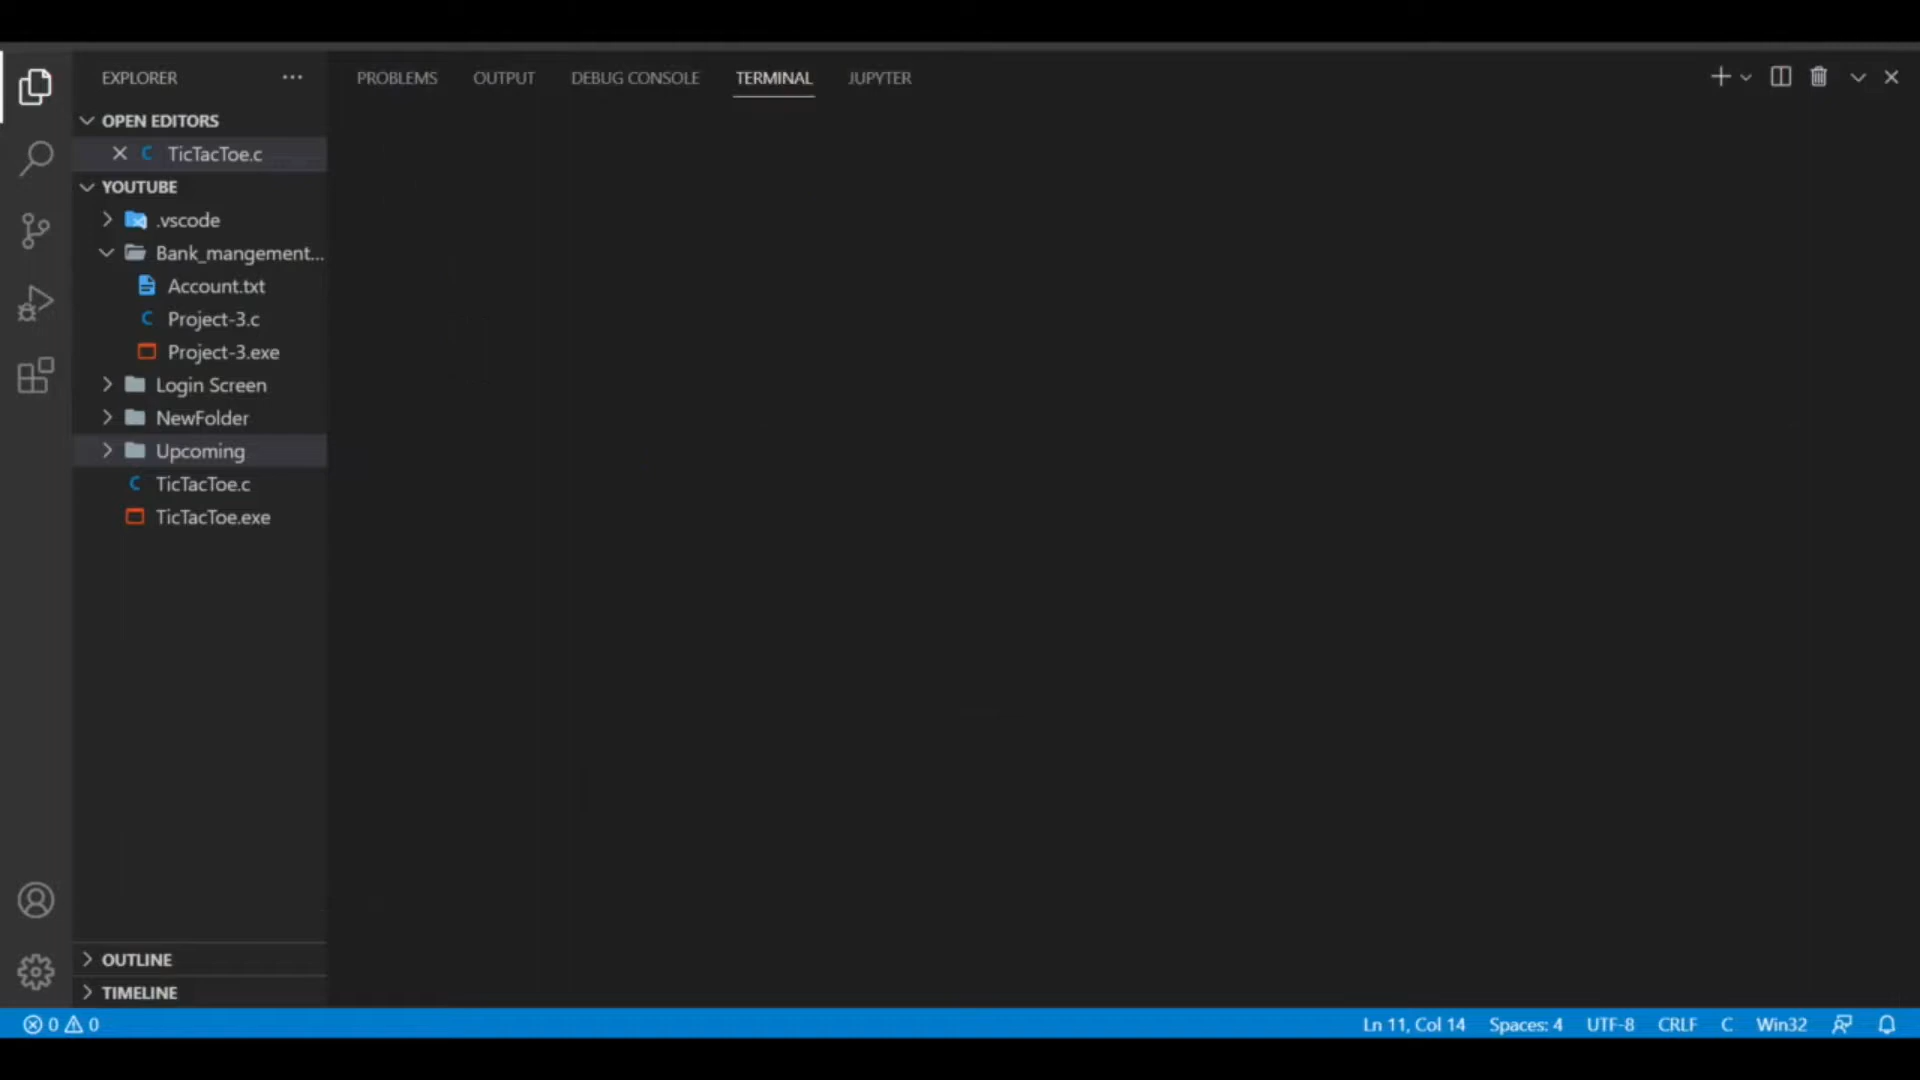 EXPLORER
PROBLEMS OUTPUT DEBUG CONSOLE TERMINAL JUPYTER
OPEN EDITORS
TicTacToe.c
YOUTUBE
.vscode
Bank_mangement...
Account.txt
Project-3.c
Project-3.exe
Login Screen
NewFolder
Upcoming
TicTacToe.c
TicTacToe.exe
OUTLINE
TIMELINE
0 0 Ln 11, Col 14 Spaces: 4 UTF-8 CRLF C Win32